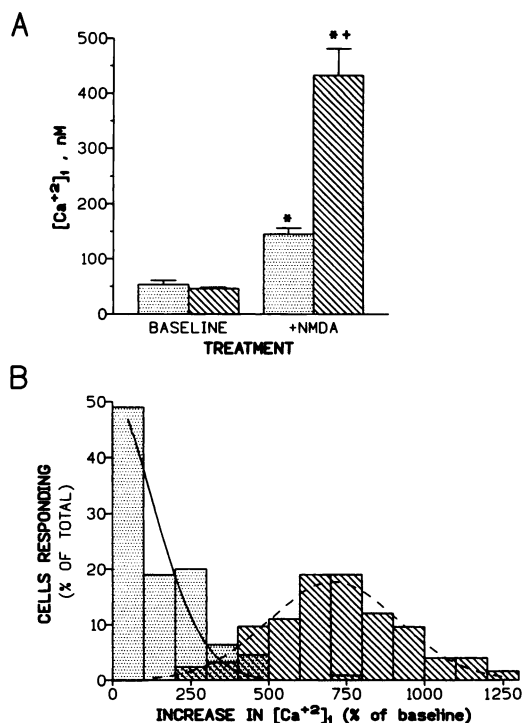 A
500
400
300
200
100
0
[Ca+2]i , nM
*
*+
BASELINE
+NMDA
TREATMENT
B
50
40
30
20
10
0
CELLS RESPONDING
(% OF TOTAL)
0
250
500
750
1000
1250
INCREASE IN [Ca+2]i (% of baseline)